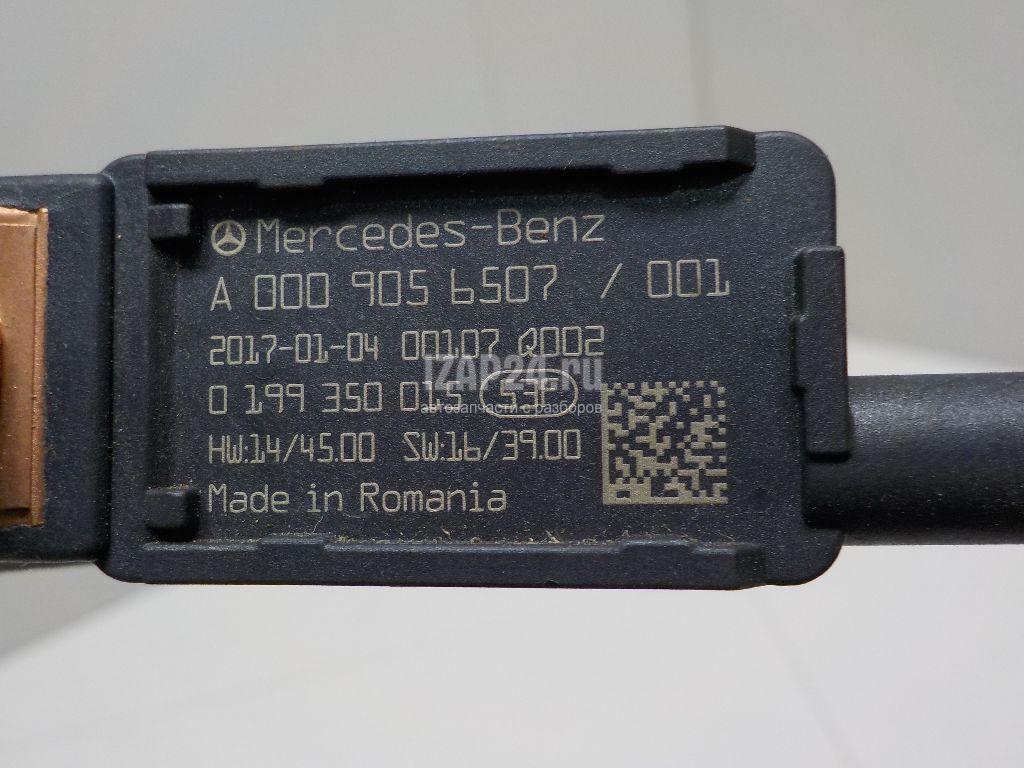 Mercedes-Benz
A 000 905 6507 / 001
2017-01-04 00107 Q002
0 199 350 015
HW:14/45.00 SW:16/39.00
Made in Romania
IZAP24.ru
автозапчасти с разборов